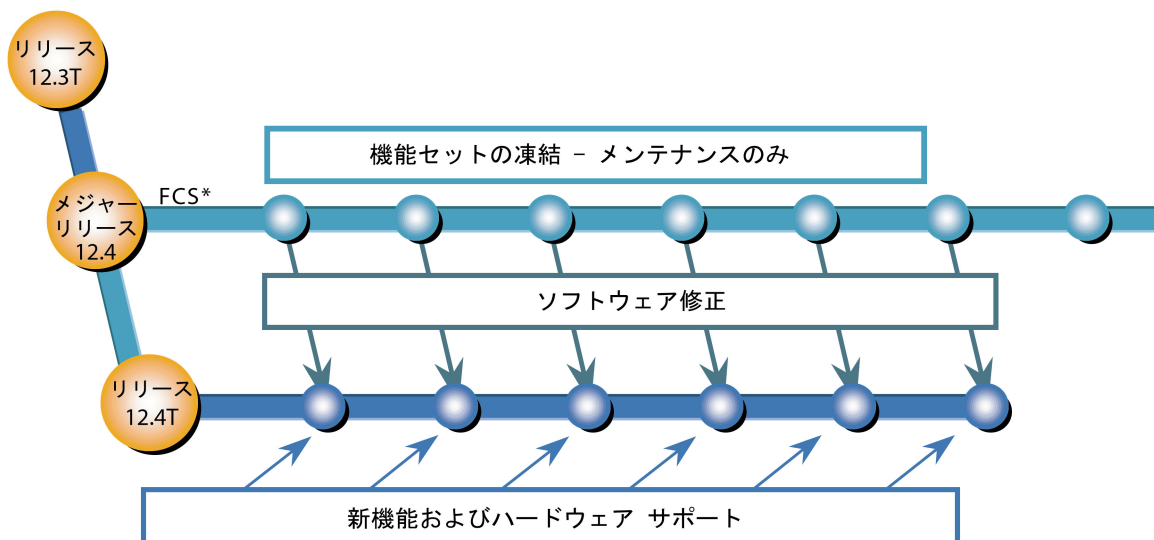 リリース
12.3T
機能セットの凍結 – メンテナンスのみ
FCS*
メジャー
リリース
12.4
ソフトウェア修正
リリース
12.4T
新機能およびハードウェア サポート